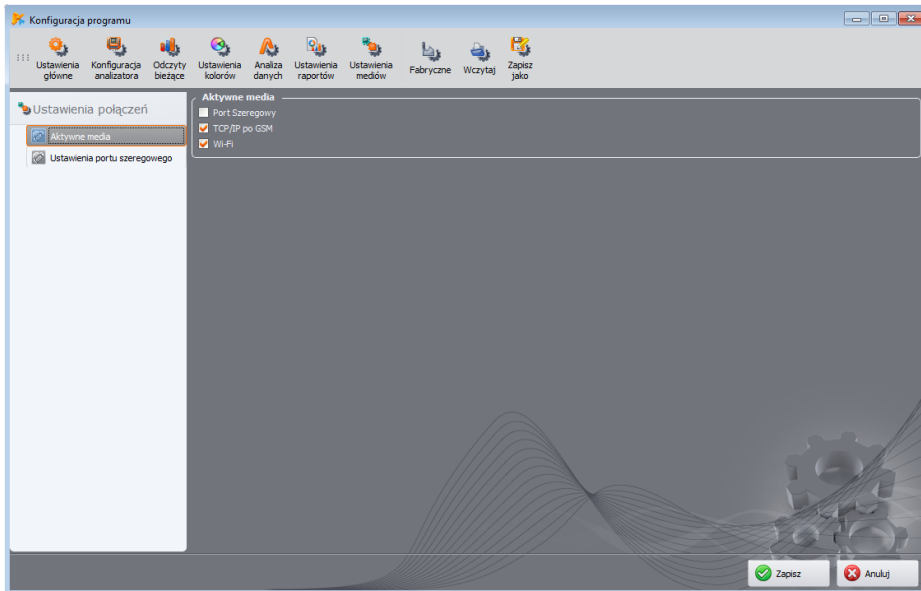 Konfiguracja programu
Ustawienia główne
Konfiguracja analizatora
Odczyty bieżące
Ustawienia kolorów
Analiza danych
Ustawienia raportów
Ustawienia mediów
Fabryczne
Wczytaj
Zapisz jako
Ustawienia połączeń
Aktywne media
Ustawienia portu szeregowego
Aktywne media
Port Szeregowy
TCP/IP po GSM
Wi-Fi
Zapisz
Anuluj